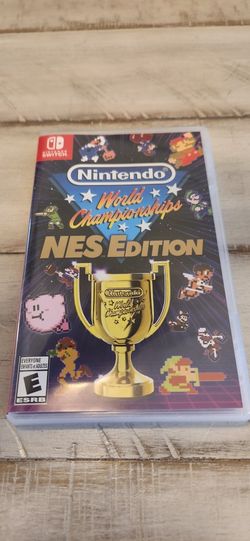 NINTENDO
SWITCH
Nintendo
World
Championships
NES EDITION
Nintendo
World
Championships
EVERYONE
E
ESRB